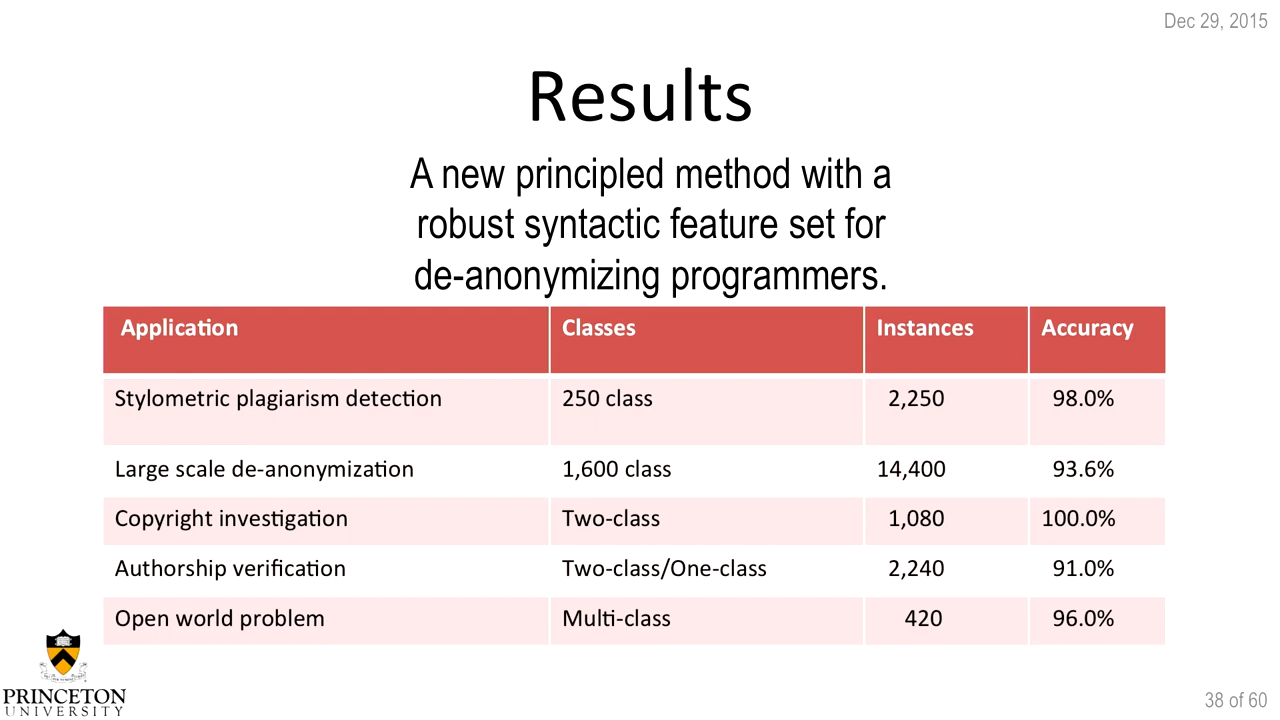 Dec 29, 2015
Results
A new principled method with a
robust syntactic feature set for
de-anonymizing programmers.
Application Classes Instances Accuracy
Stylometric plagiarism detection 250 class 2,250 98.0%
Large scale de-anonymization 1,600 class 14,400 93.6%
Copyright investigation Two-class 1,080 100.0%
Authorship verification Two-class/One-class 2,240 91.0%
Open world problem Multi-class 420 96.0%
PRINCETON
UNIVERSITY
38 of 60